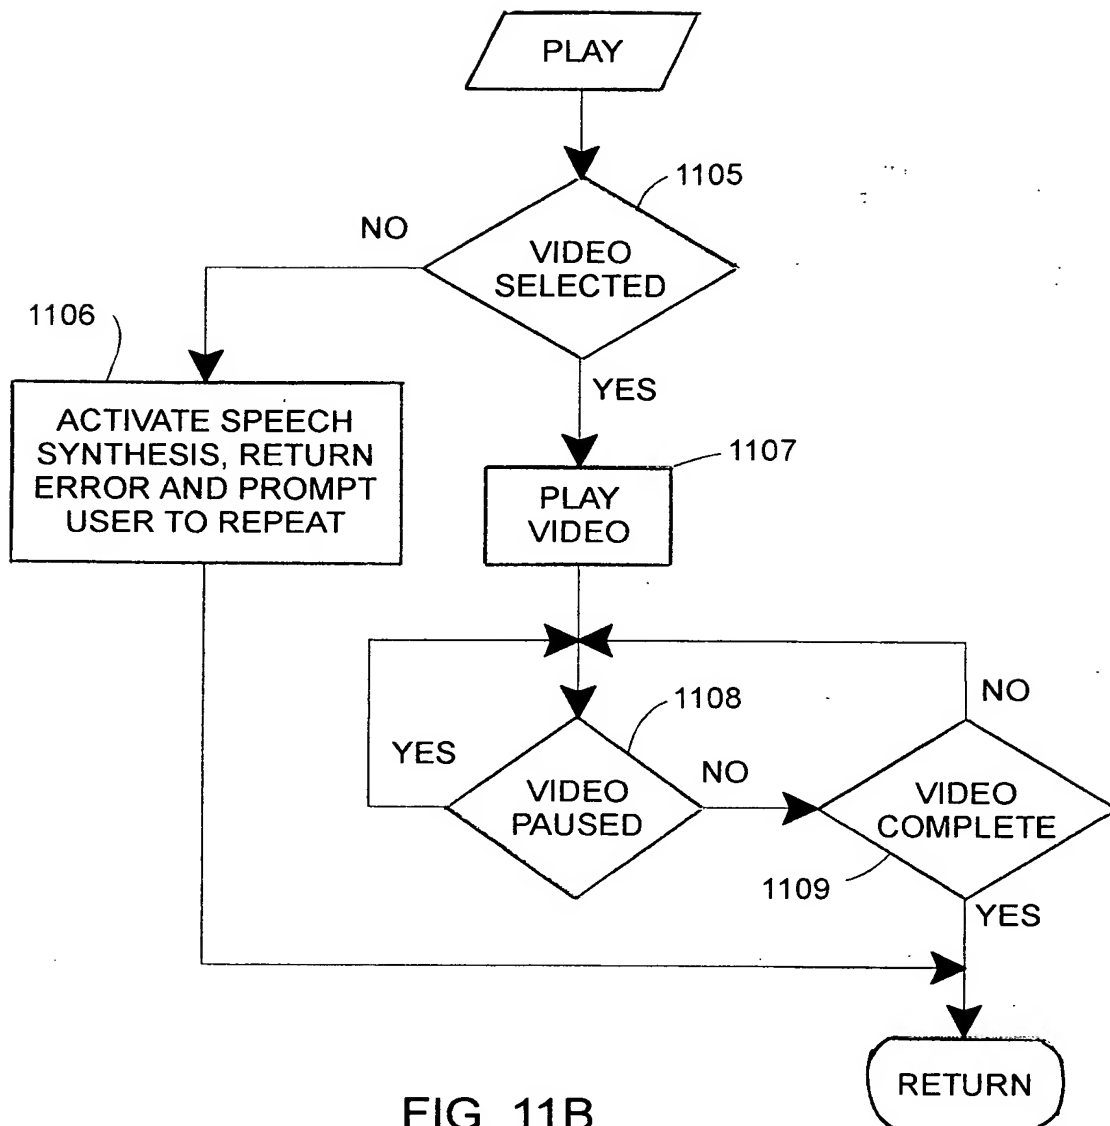 PLAY
1105
NO
VIDEO
SELECTED
1106
YES
ACTIVATE SPEECH
SYNTHESIS, RETURN
ERROR AND PROMPT
USER TO REPEAT
1107
PLAY
VIDEO
1108
NO
YES
NO
VIDEO
PAUSED
VIDEO
COMPLETE
1109
YES
RETURN
FIG. 11B